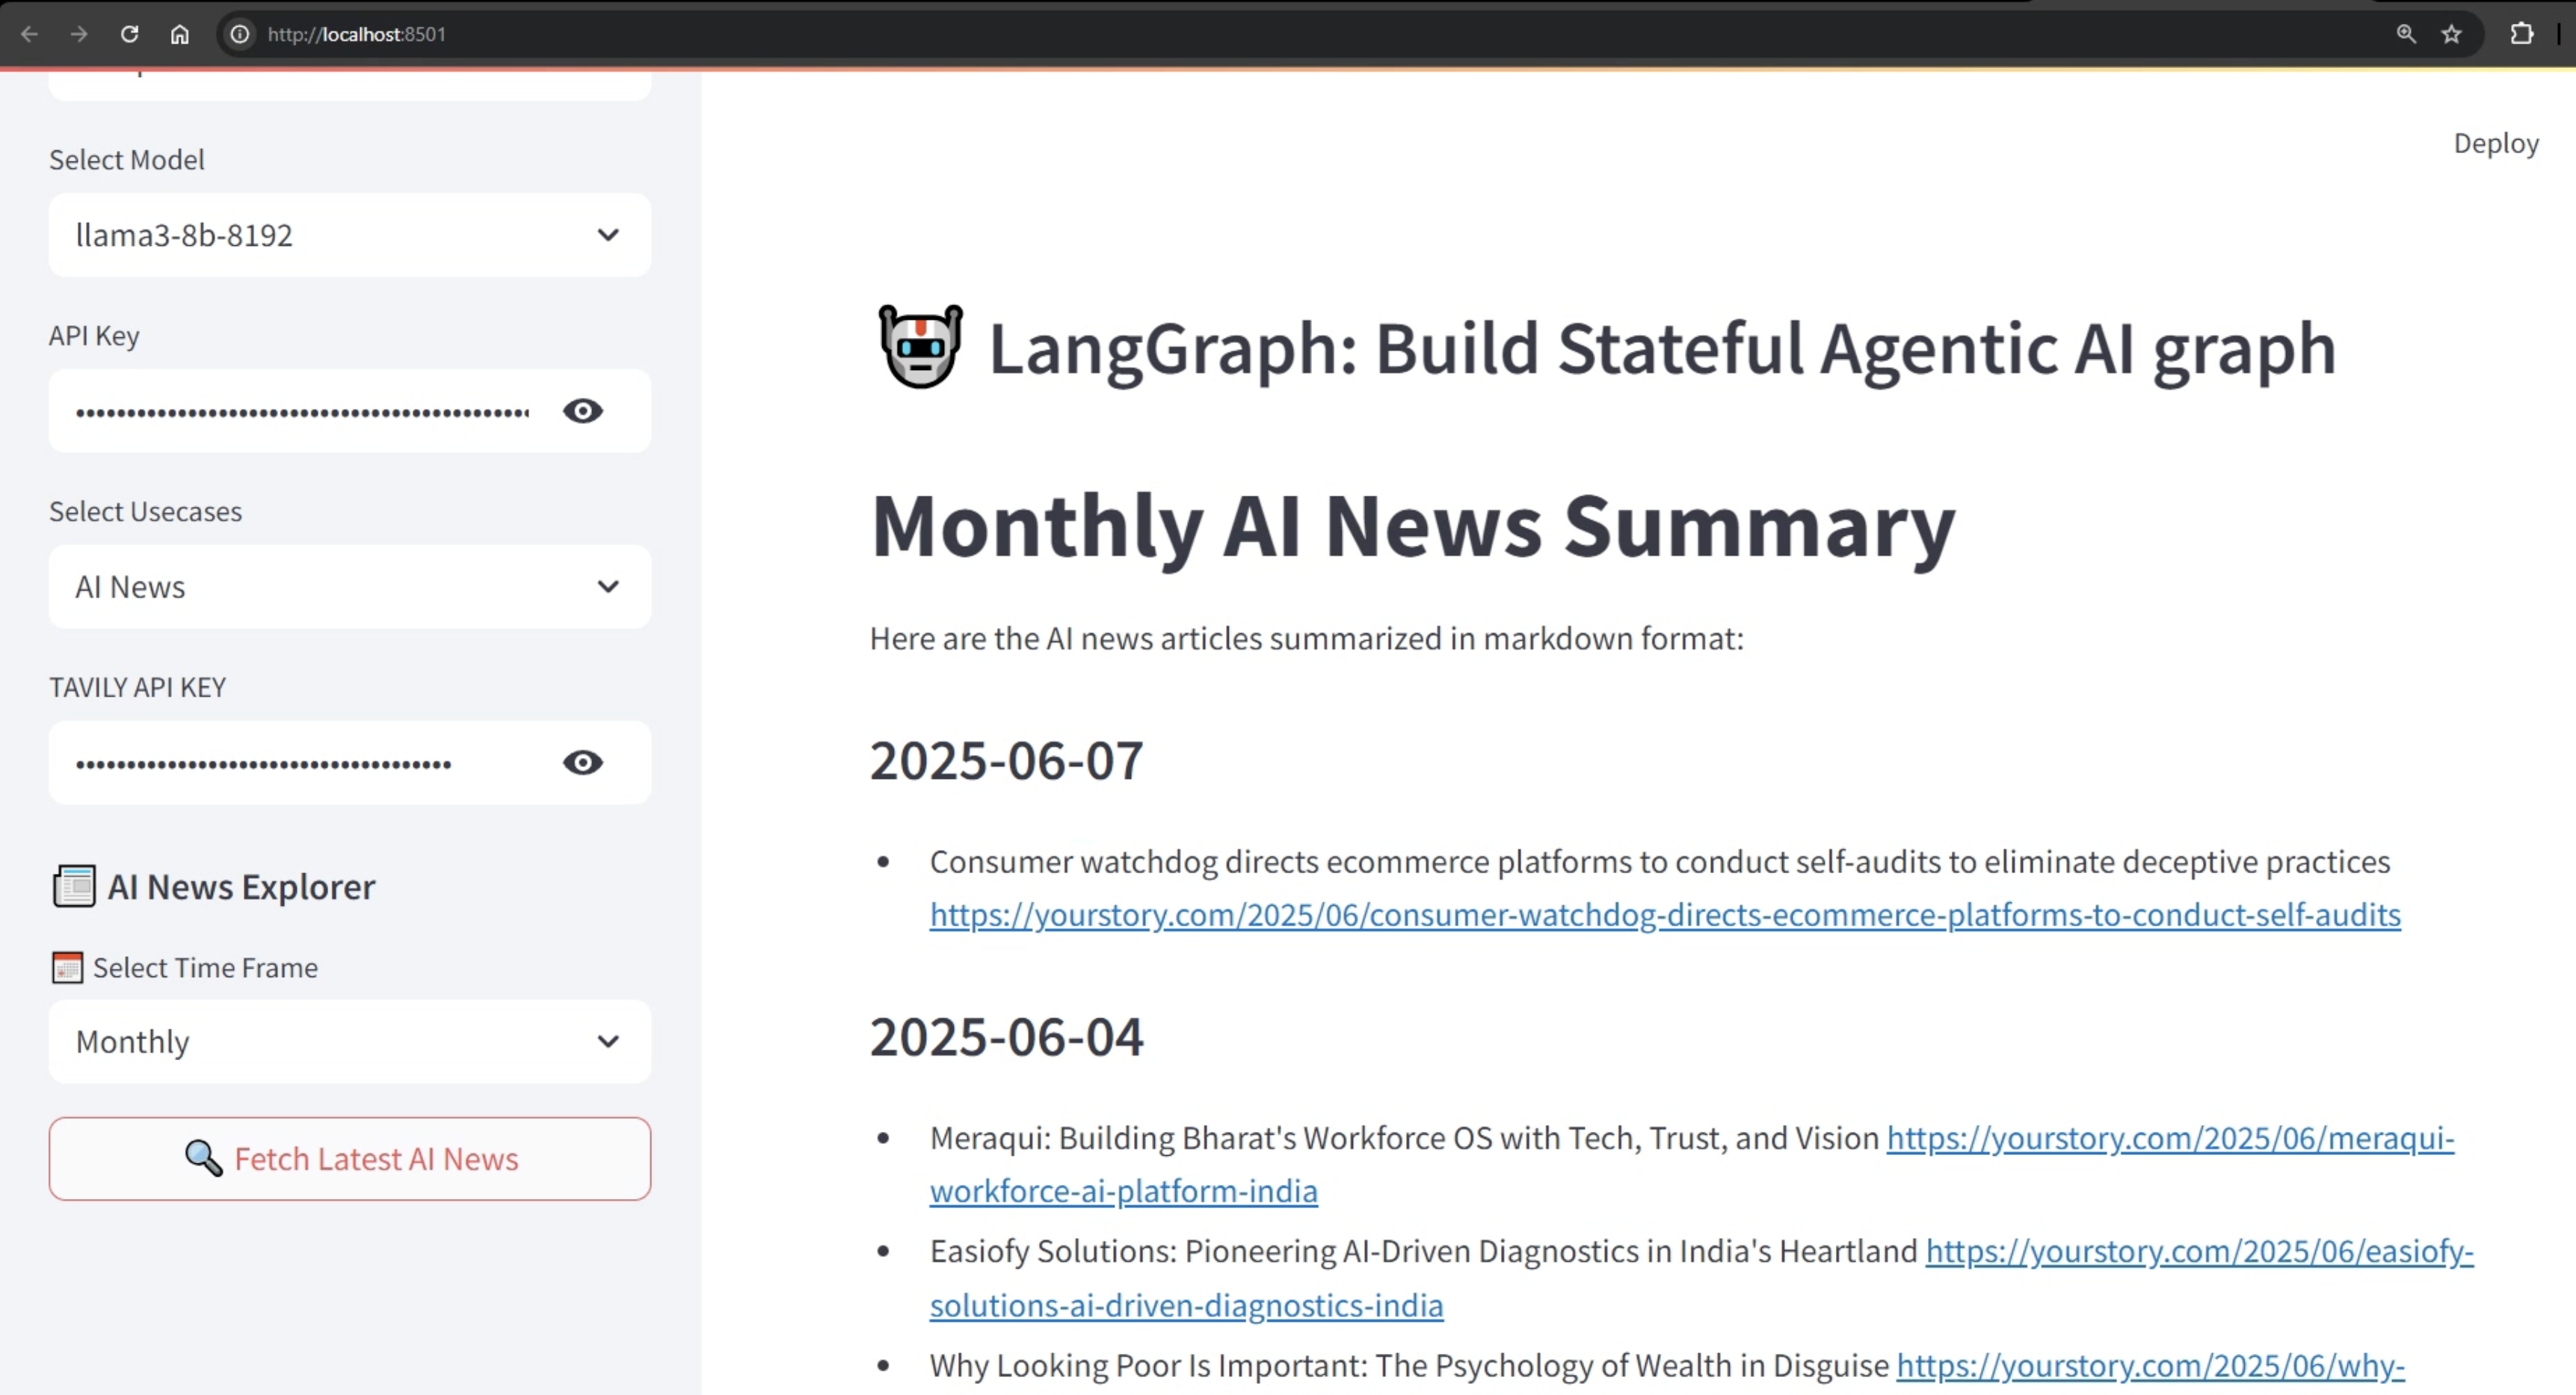 http://localhost:8501
Select Model
llama3-8b-8192
API Key
Select Usecases
AI News
TAVILY API KEY
AI News Explorer
Select Time Frame
Monthly
Fetch Latest AI News
Deploy
LangGraph: Build Stateful Agentic AI graph
Monthly AI News Summary
Here are the AI news articles summarized in markdown format:
2025-06-07
• Consumer watchdog directs ecommerce platforms to conduct self-audits to eliminate deceptive practices
https://yourstory.com/2025/06/consumer-watchdog-directs-ecommerce-platforms-to-conduct-self-audits
2025-06-04
• Meraqui: Building Bharat's Workforce OS with Tech, Trust, and Vision https://yourstory.com/2025/06/meraqui-
workforce-ai-platform-india
• Easiofy Solutions: Pioneering AI-Driven Diagnostics in India's Heartland https://yourstory.com/2025/06/easiofy-
solutions-ai-driven-diagnostics-india
• Why Looking Poor Is Important: The Psychology of Wealth in Disguise https://yourstory.com/2025/06/why-